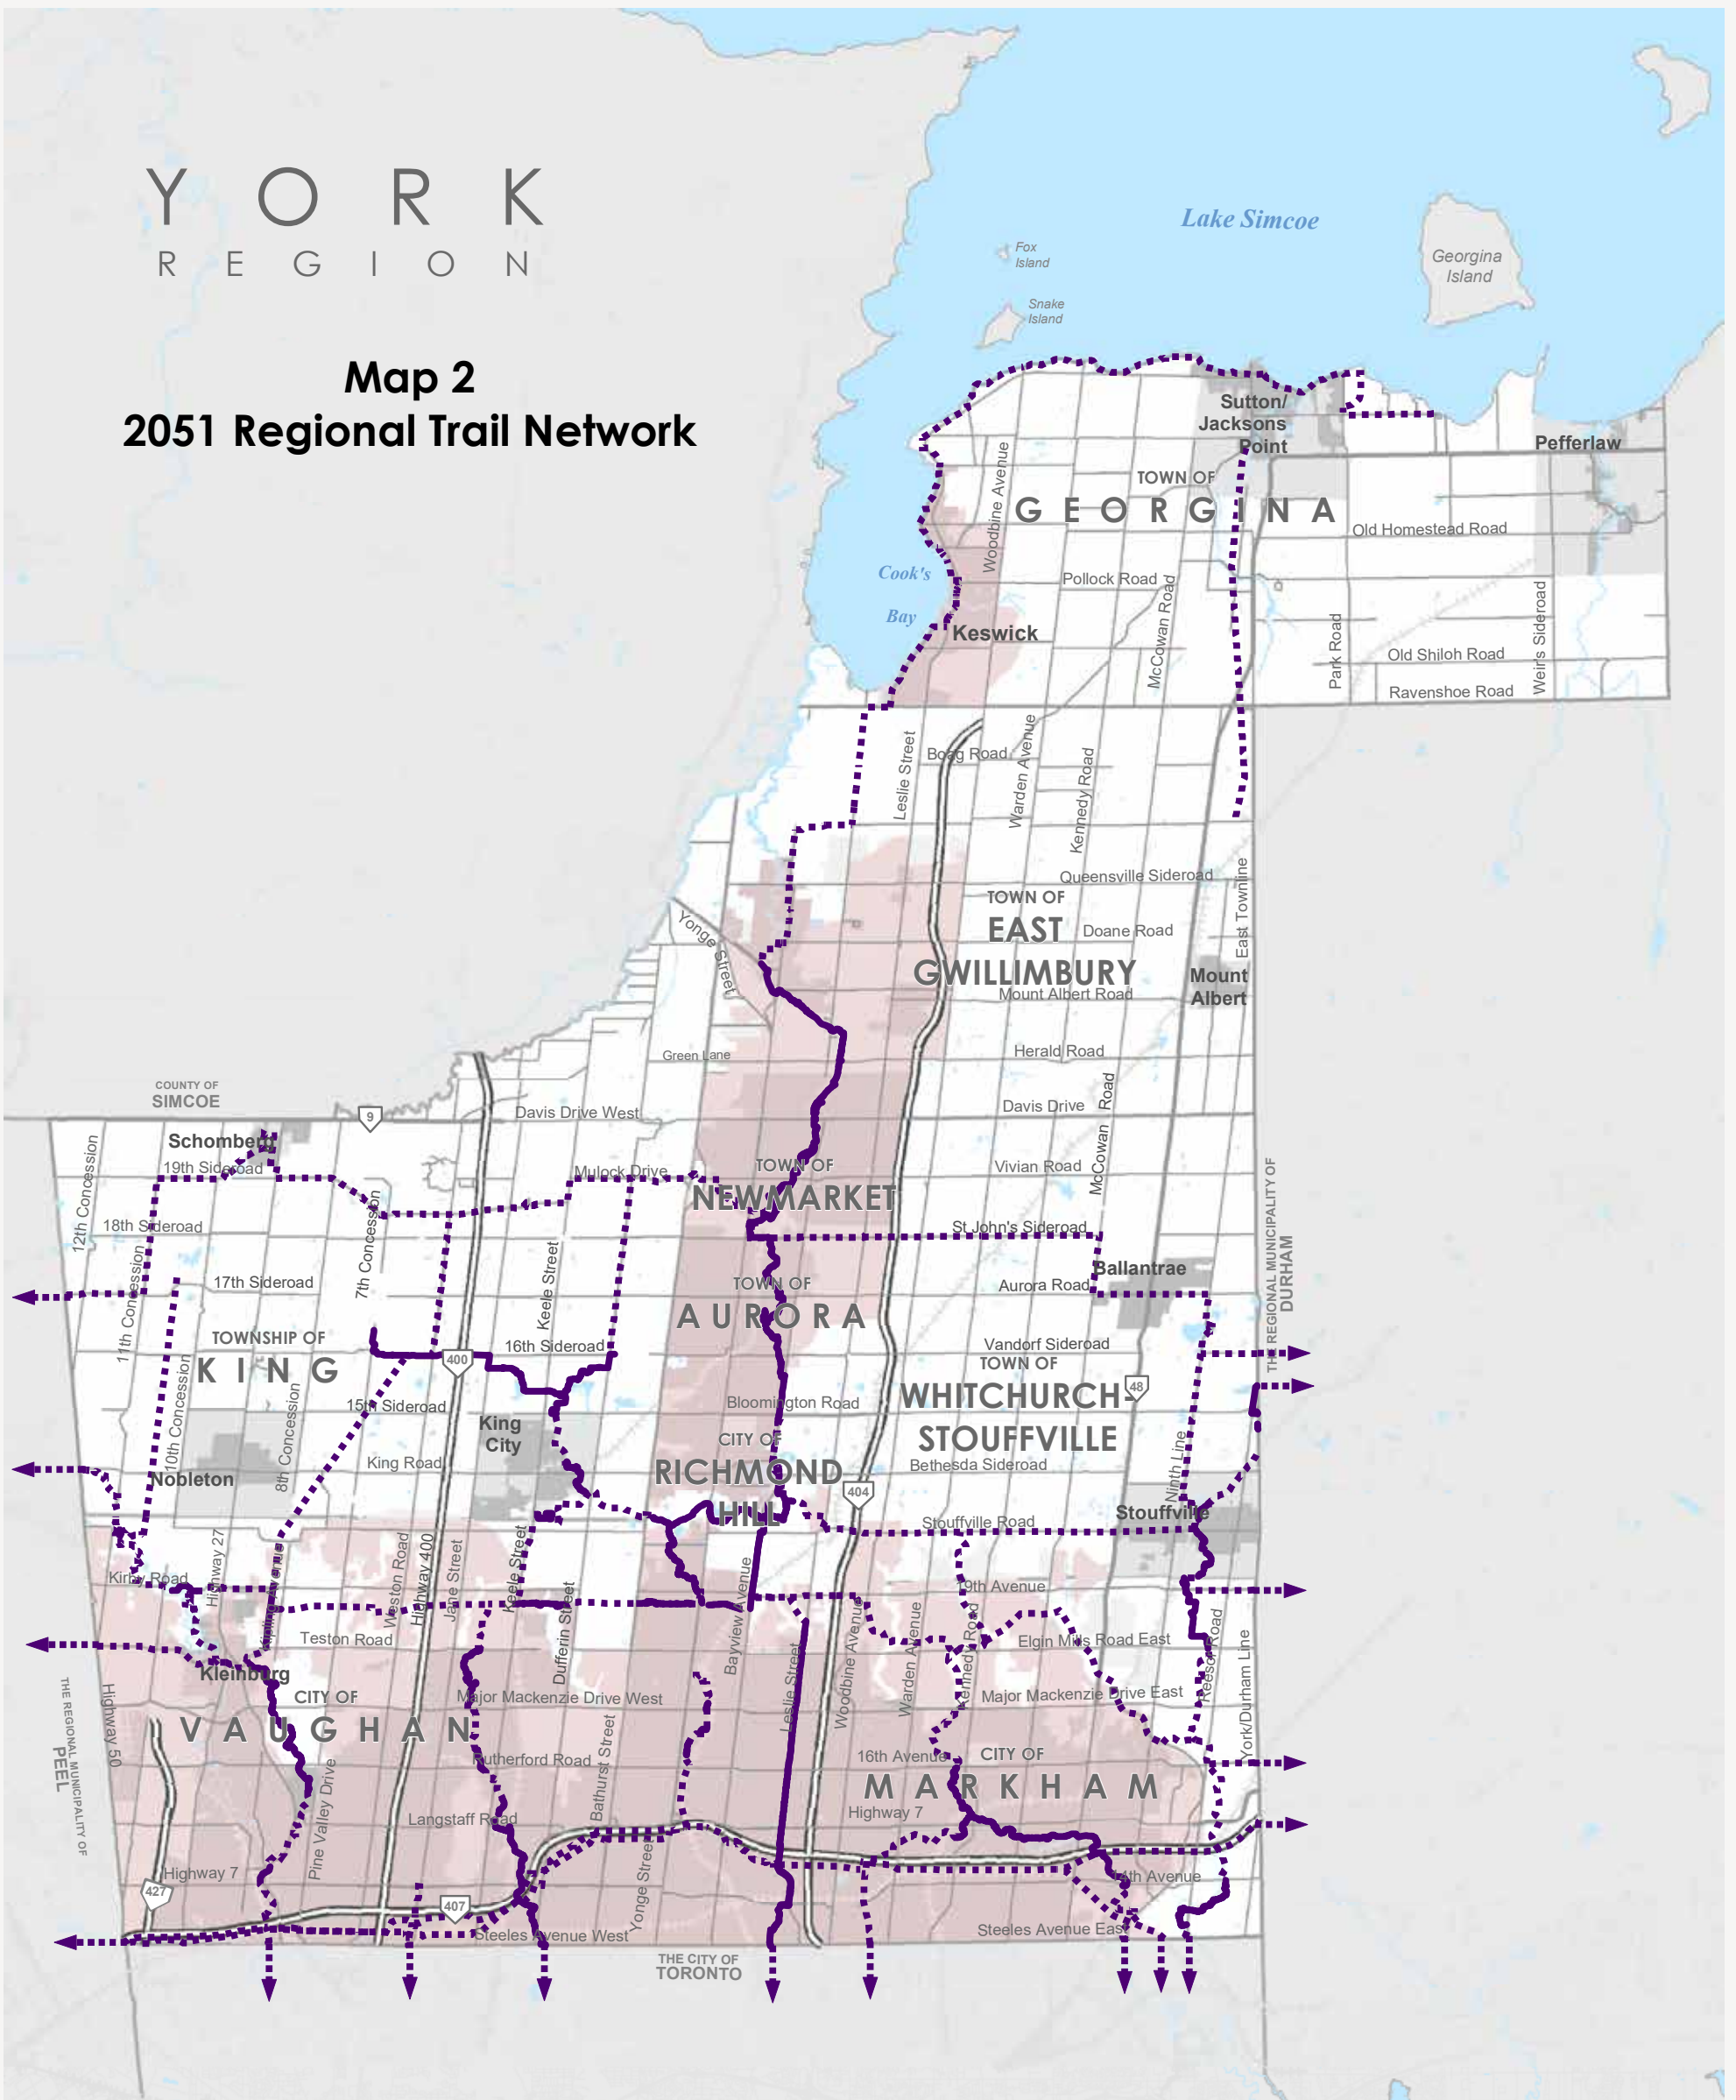 YORK
REGION
Map 2
2051 Regional Trail Network
Lake Simcoe
Fox
Island
Snake
Island
Georgina
Island
Sutton/
Jacksons
Point
Pefferlaw
TOWN OF
GEORGINA
Woodbine Avenue
Old Homestead Road
Cook's
Bay
Pollock Road
McCowan Road
Keswick
Park Road
Weir's Sideroad
Old Shiloh Road
Ravenshoe Road
Leslie Street
Boag Road
Warden Avenue
Kennedy Road
Queensville Sideroad
TOWN OF
EAST
GWILLIMBURY
Doane Road
East Townline
Yonge Street
Mount
Albert
Mount Albert Road
Green Lane
Herald Road
COUNTY OF
SIMCOE
9
Davis Drive West
Davis Drive
McCowan Road
Schomberg
19th Sideroad
12th Concession
Mulock Drive
TOWN OF
NEWMARKET
Vivian Road
18th Sideroad
7th Concession
St John's Sideroad
THE REGIONAL MUNICIPALITY OF
DURHAM
11th Concession
17th Sideroad
Keele Street
TOWN OF
AURORA
Aurora Road
Ballantrae
TOWNSHIP OF
KING
16th Sideroad
400
Vandorf Sideroad
TOWN OF
WHITCHURCH-
STOUFFVILLE
48
10th Concession
8th Concession
15th Sideroad
King
City
Bloomington Road
CITY OF
RICHMOND
HILL
Nobleton
King Road
Bethesda Sideroad
Ninth Line
404
Stouffville Road
Stouffville
Kirby Road
Highway 27
Kipling Avenue
Weston Road
Highway 400
Jane Street
Keele Street
Dufferin Street
Bayview Avenue
19th Avenue
Teston Road
Leslie Street
Woodbine Avenue
Warden Avenue
Kennedy Road
Elgin Mills Road East
Reesor Road
York/Durham Line
Kleinburg
THE REGIONAL MUNICIPALITY OF
PEEL
Highway 50
CITY OF
VAUGHAN
Major Mackenzie Drive West
Major Mackenzie Drive East
Rutherford Road
Bathurst Street
16th Avenue
CITY OF
MARKHAM
Pine Valley Drive
Langstaff Road
Highway 7
Yonge Street
Highway 7
14th Avenue
427
407
Steeles Avenue West
Steeles Avenue East
THE CITY OF
TORONTO